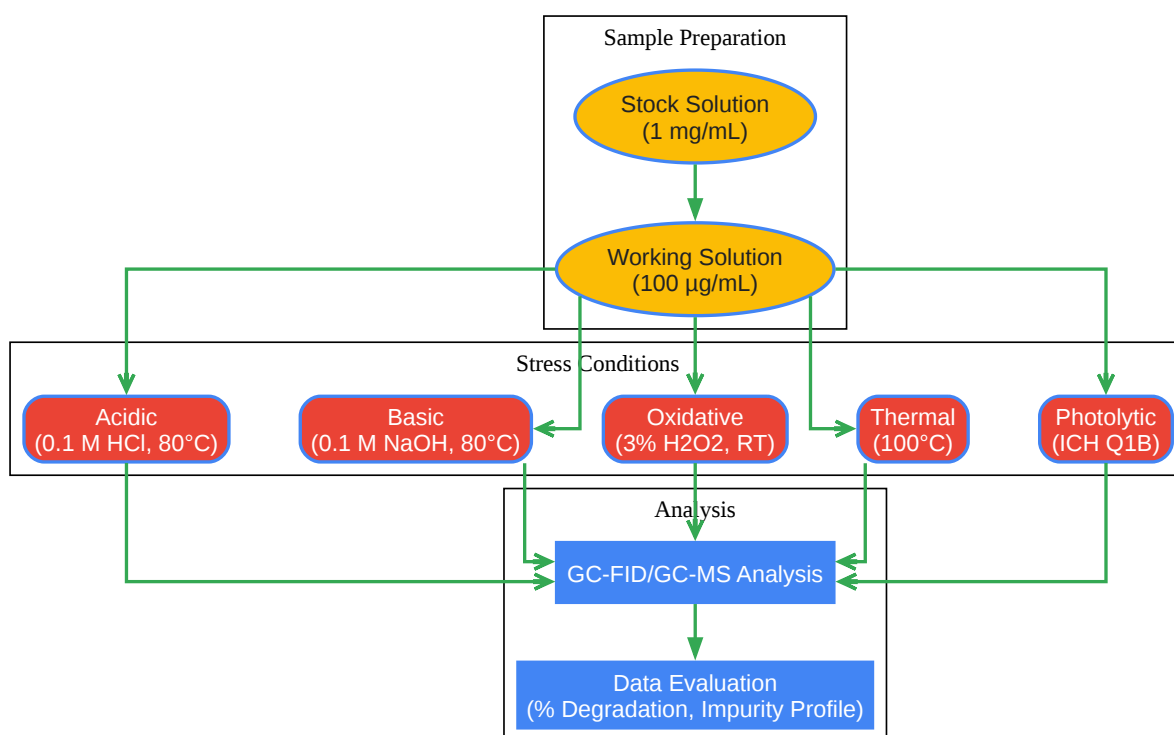 Sample Preparation
Stock Solution
(1 mg/mL)
Working Solution
(100 µg/mL)
Stress Conditions
Acidic
(0.1 M HCl, 80°C)
Basic
(0.1 M NaOH, 80°C)
Oxidative
(3% H2O2, RT)
Thermal
(100°C)
Photolytic
(ICH Q1B)
Analysis
GC-FID/GC-MS Analysis
Data Evaluation
(% Degradation, Impurity Profile)